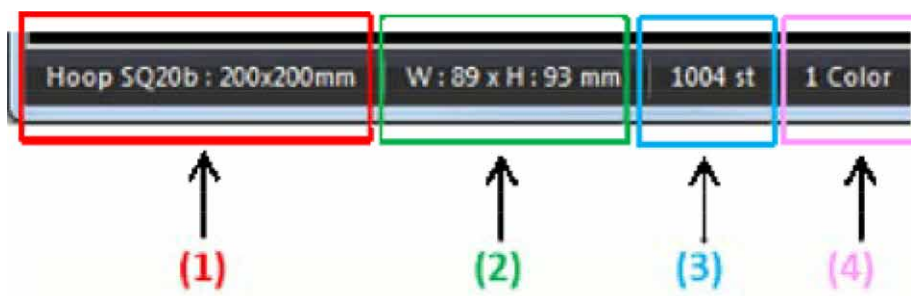 Hoop SQ20b : 200x200mm W : 89 x H : 93 mm 1004 st 1 Color
(1) (2) (3) (4)